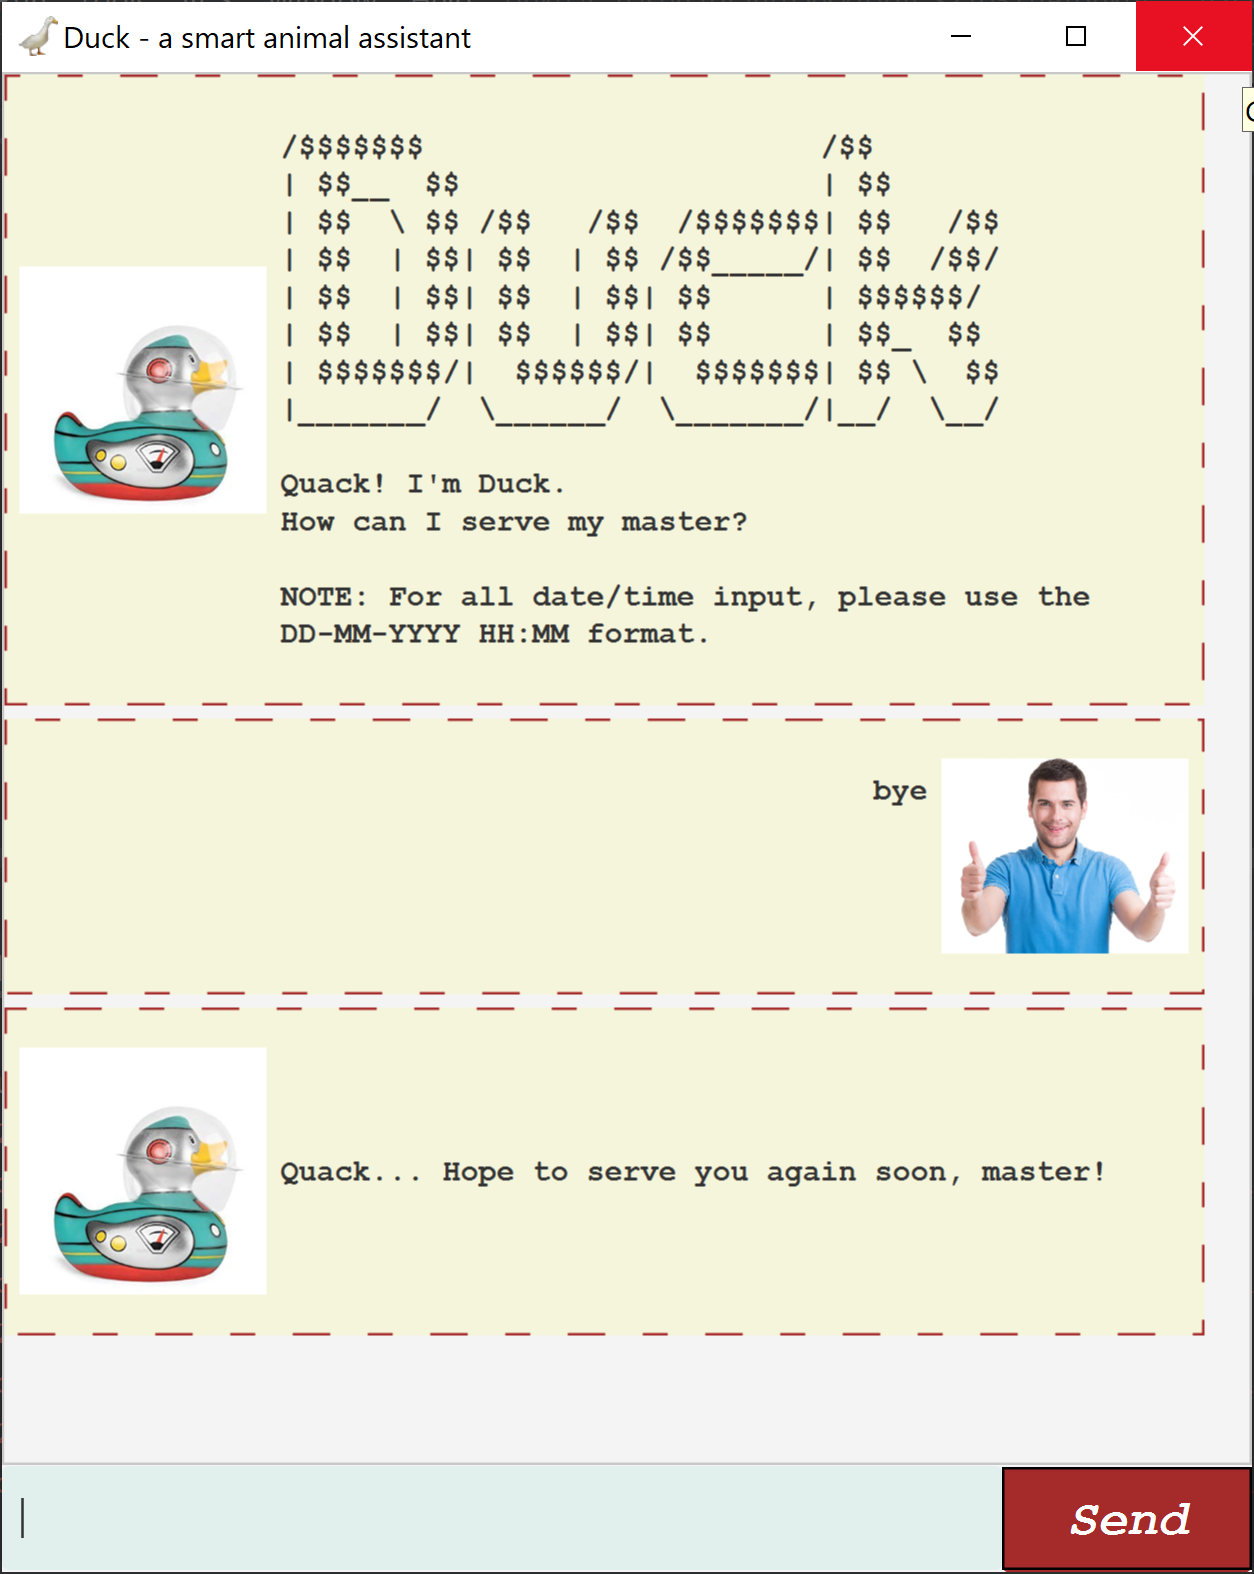 Duck - a smart animal assistant
 /$$$$$$$                      /$$
| $$__  $$                    | $$
| $$  \ $$ /$$   /$$  /$$$$$$$| $$   /$$
| $$  | $$| $$  | $$ /$$_____/| $$  /$$/
| $$  | $$| $$  | $$| $$      | $$$$$$/
| $$  | $$| $$  | $$| $$      | $$_  $$
| $$$$$$$/|  $$$$$$/|  $$$$$$$| $$ \  $$
|_______/  \______/  \_______/|__/  \__/
Quack! I'm Duck.
How can I serve my master?
NOTE: For all date/time input, please use the
DD-MM-YYYY HH:MM format.
bye
Quack... Hope to serve you again soon, master!
Send